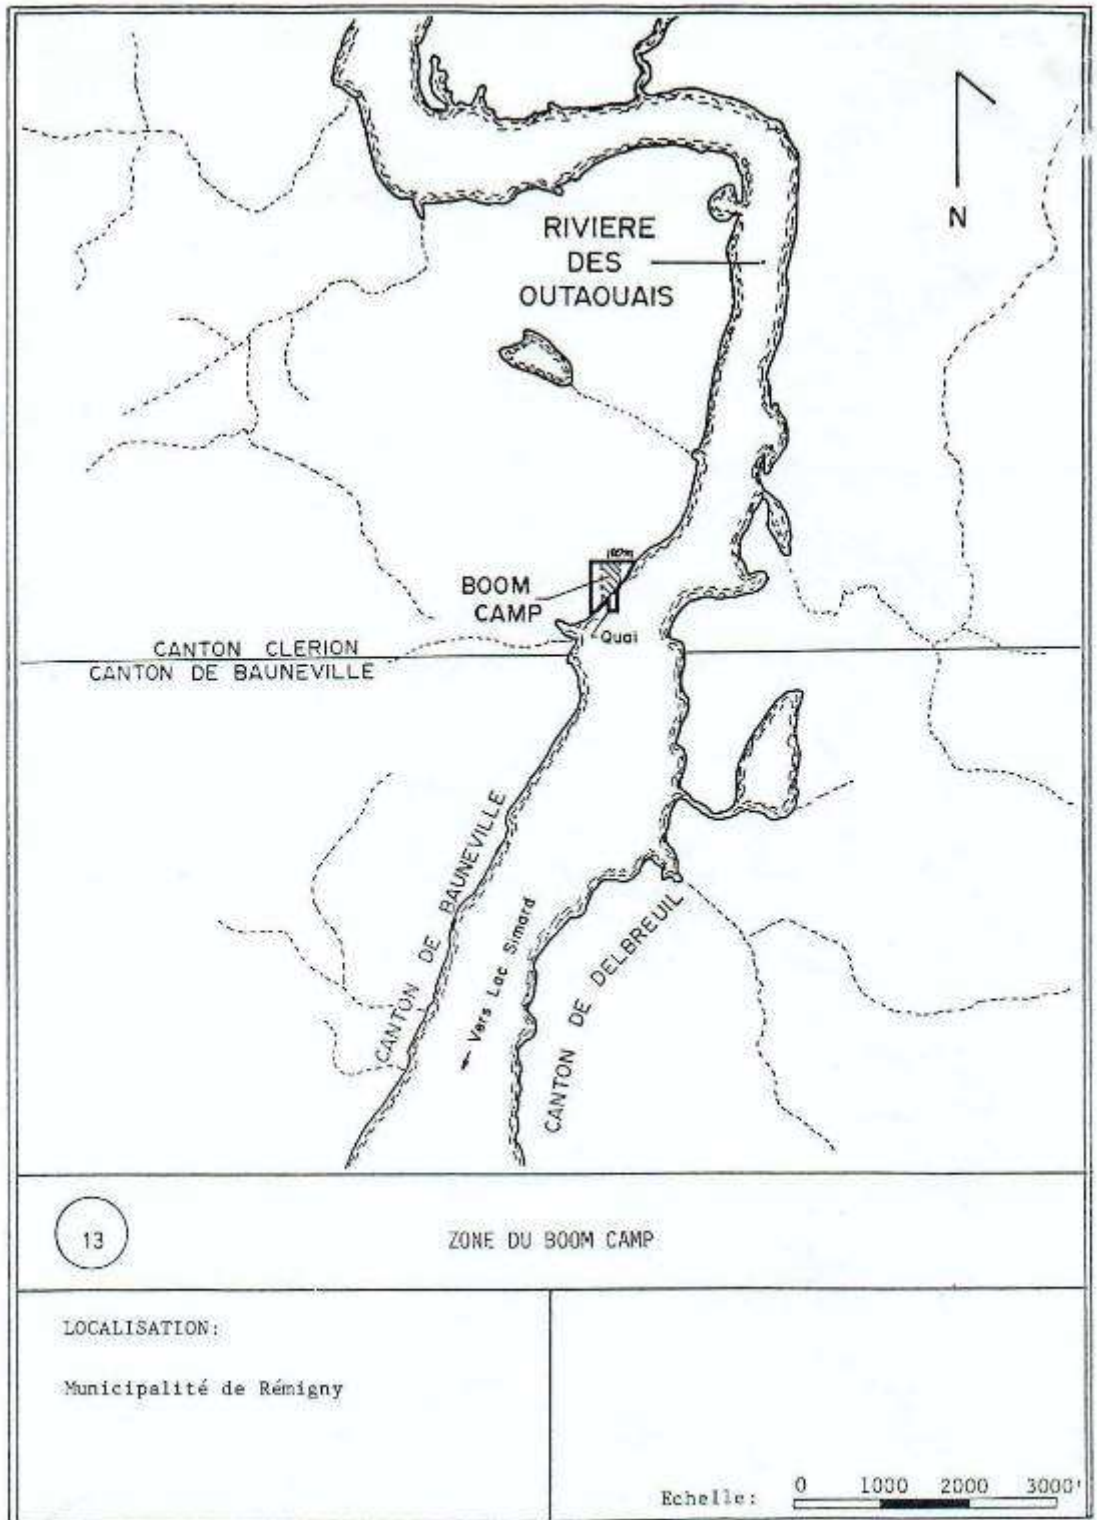 N
RIVIERE
DES
OUTAOUAIS
BOOM
CAMP
Quai
CANTON CLERION
CANTON DE BAUNEVILLE
CANTON DE BAUNEVILLE
Vers Lac Simard
CANTON DE DELBREUIL
13
ZONE DU BOOM CAMP
LOCALISATION:
Municipalité de Rémigny
Echelle: 0 1000 2000 3000'